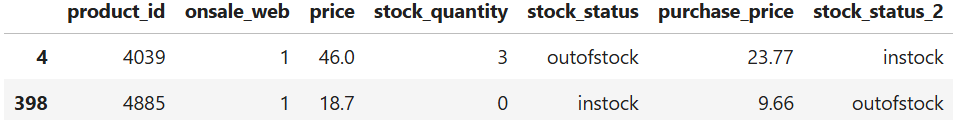 product_id onsale_web price stock_quantity stock_status purchase_price stock_status_2
4 4039 1 46.0 3 outofstock 23.77 instock
398 4885 1 18.7 0 instock 9.66 outofstock